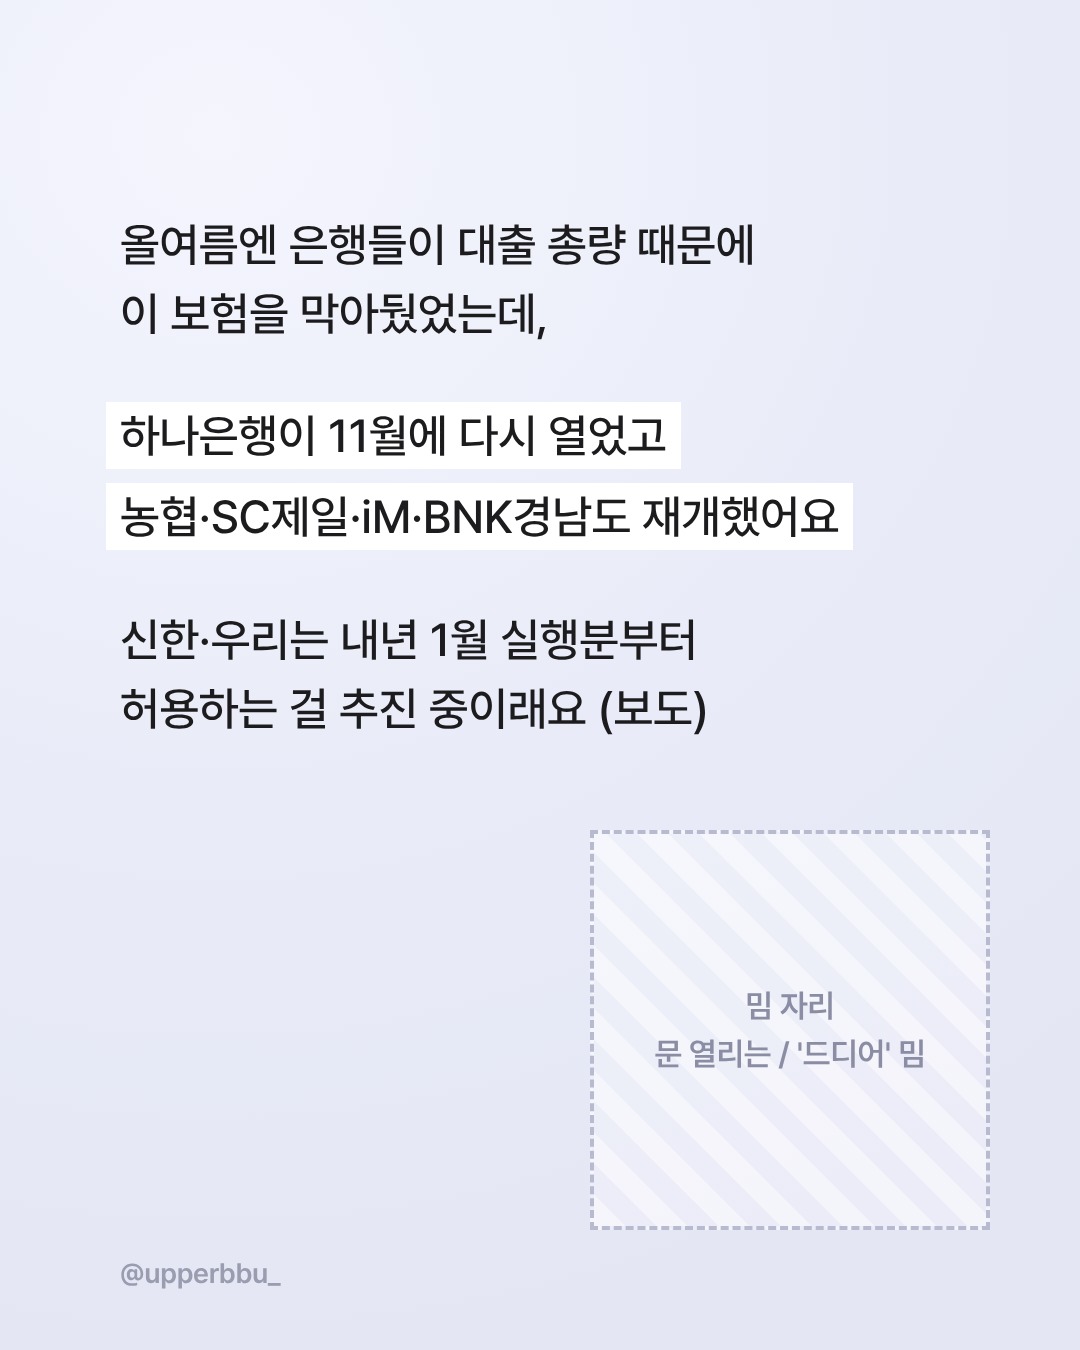 올여름엔 은행들이 대출 총량 때문에
이 보험을 막아뒀었는데,
하나은행이 11월에 다시 열었고
농협·SC제일·iM·BNK경남도 재개했어요
신한·우리는 내년 1월 실행분부터
허용하는 걸 추진 중이래요 (보도)
밈 자리
문 열리는 / '드디어' 밈
@upperbbu_